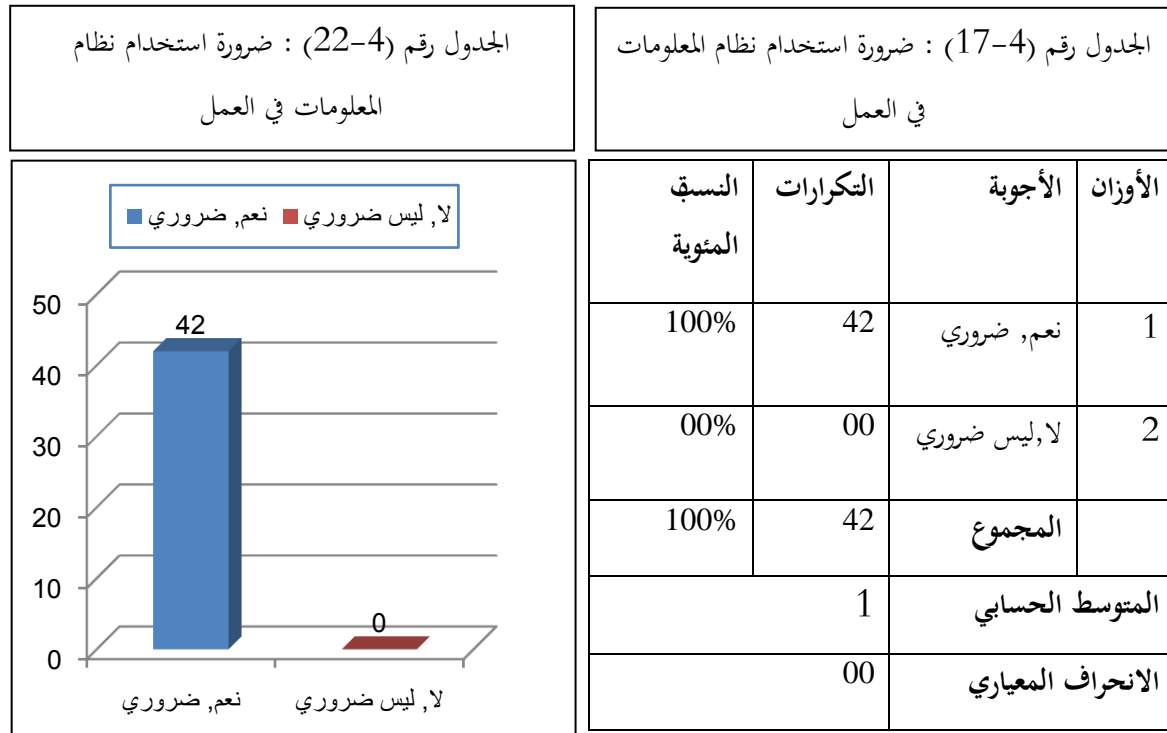 الجدول رقم (4-17) : ضرورة استخدام نظام المعلومات
في العمل
الأوزان الأجوبة التكرارات النسبة
المئوية
1 نعم, ضروري 42 100%
2 لا,ليس ضروري 00 00%
المجموع 42 100%
المتوسط الحسابي 1
الانحراف المعياري 00
الجدول رقم (4-22) : ضرورة استخدام نظام
المعلومات في العمل
نعم, ضروري لا, ليس ضروري
50
40
30
20
10
0
42
0
نعم, ضروري لا, ليس ضروري